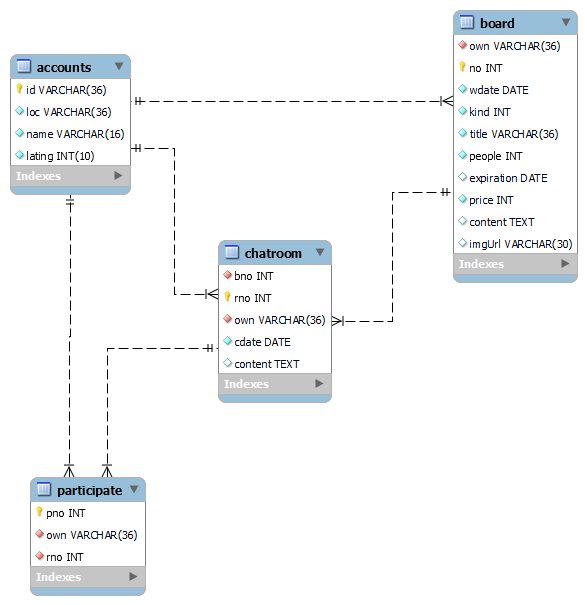 accounts
id VARCHAR(36)
loc VARCHAR(36)
name VARCHAR(16)
lating INT(10)
Indexes
board
own VARCHAR(36)
no INT
wdate DATE
kind INT
title VARCHAR(36)
people INT
expiration DATE
price INT
content TEXT
imgUrl VARCHAR(30)
Indexes
chatroom
bno INT
rno INT
own VARCHAR(36)
cdate DATE
content TEXT
Indexes
participate
pno INT
own VARCHAR(36)
rno INT
Indexes